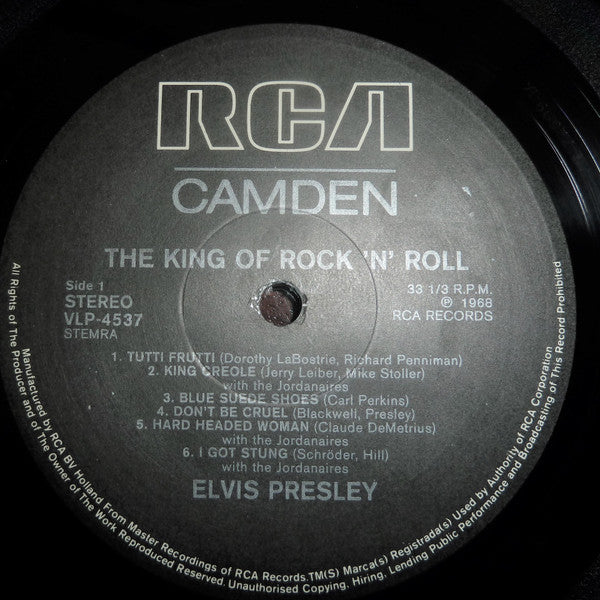 RCA
CAMDEN
THE KING OF ROCK 'N' ROLL
Side 1
STEREO
VLP-4537
STEMRA
33 1/3 R.P.M.
℗ 1968
RCA RECORDS
1. TUTTI FRUTTI (Dorothy LaBostrie, Richard Penniman)
2. KING CREOLE (Jerry Leiber, Mike Stoller)
with the Jordanaires
3. BLUE SUEDE SHOES (Carl Perkins)
4. DON'T BE CRUEL (Blackwell, Presley)
5. HARD HEADED WOMAN (Claude DeMetrius)
with the Jordanaires
6. I GOT STUNG (Schröder, Hill)
with the Jordanaires
ELVIS PRESLEY
Manufactured by RCA BV Holland From Master Recordings of RCA Records.TM(S) Marca(s) Registrada(s) Used by Authority of RCA Corporation
All Rights of The Producer and of The Owner of The Work Reproduced Reserved. Unauthorised Copying, Hiring, Lending Public Performance and Broadcasting of This Record Prohibited